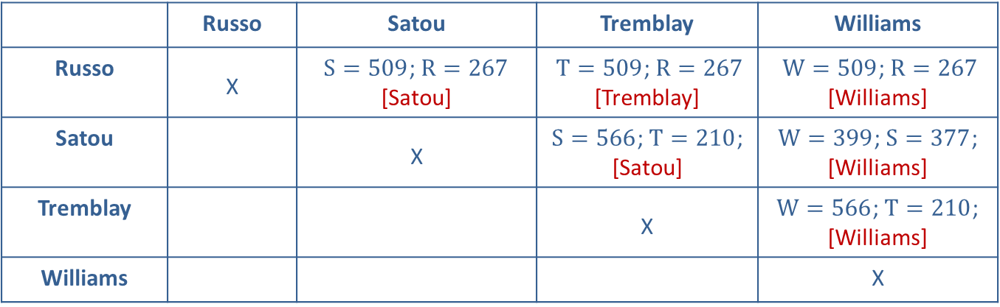 Russo Satou Tremblay Williams
Russo X S = 509; R = 267 T = 509; R = 267 W = 509; R = 267
[Satou] [Tremblay] [Williams]
Satou X S = 566; T = 210; W = 399; S = 377;
[Satou] [Williams]
Tremblay X W = 566; T = 210;
[Williams]
Williams X